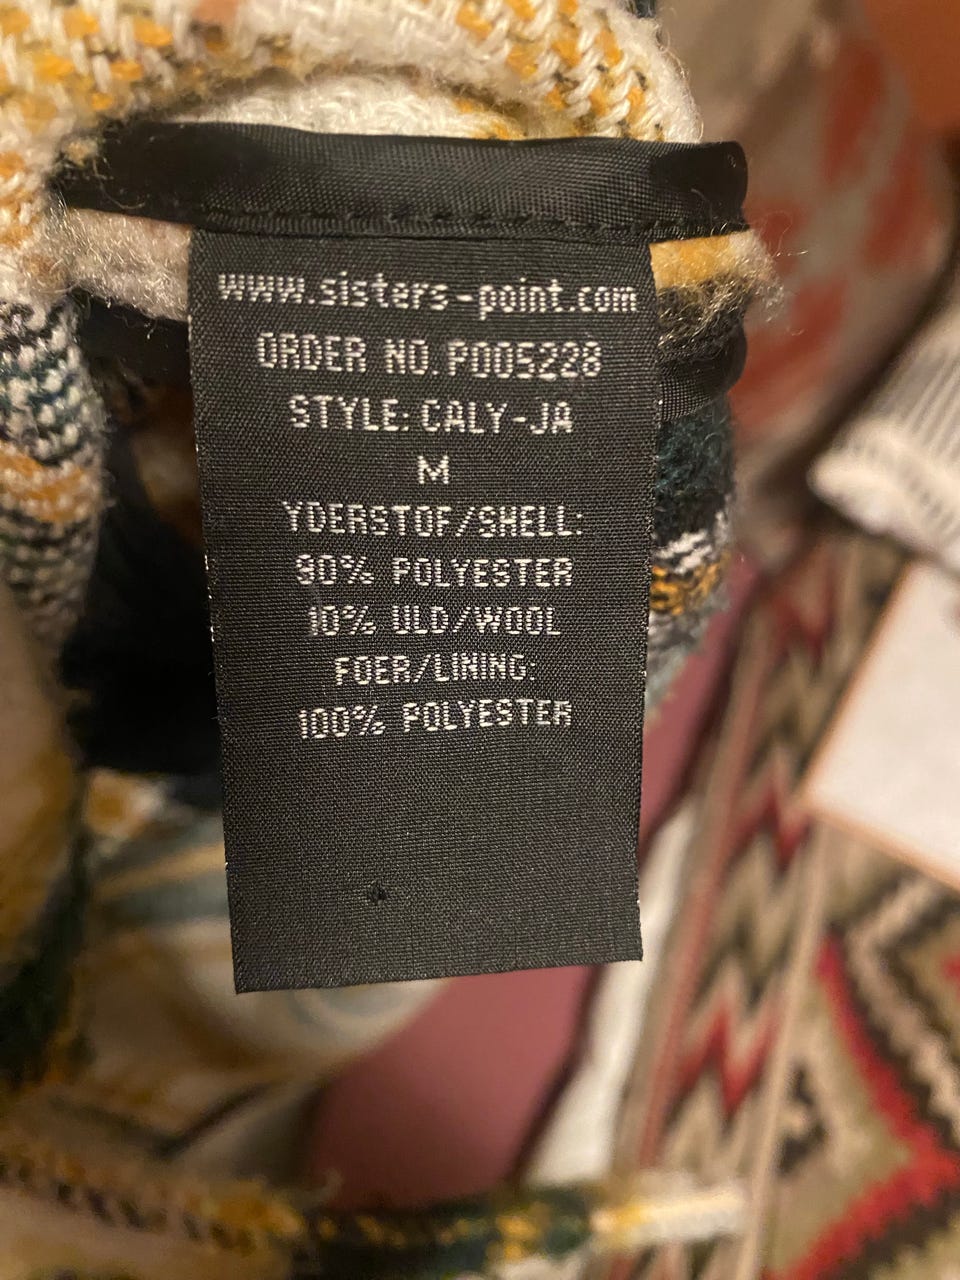 www.sisters-point.com
ORDER NO. P005228
STYLE: CALY-JA
M
YDERSTOF/SHELL:
90% POLYESTER
10% ULD/WOOL
FOER/LINING:
100% POLYESTER